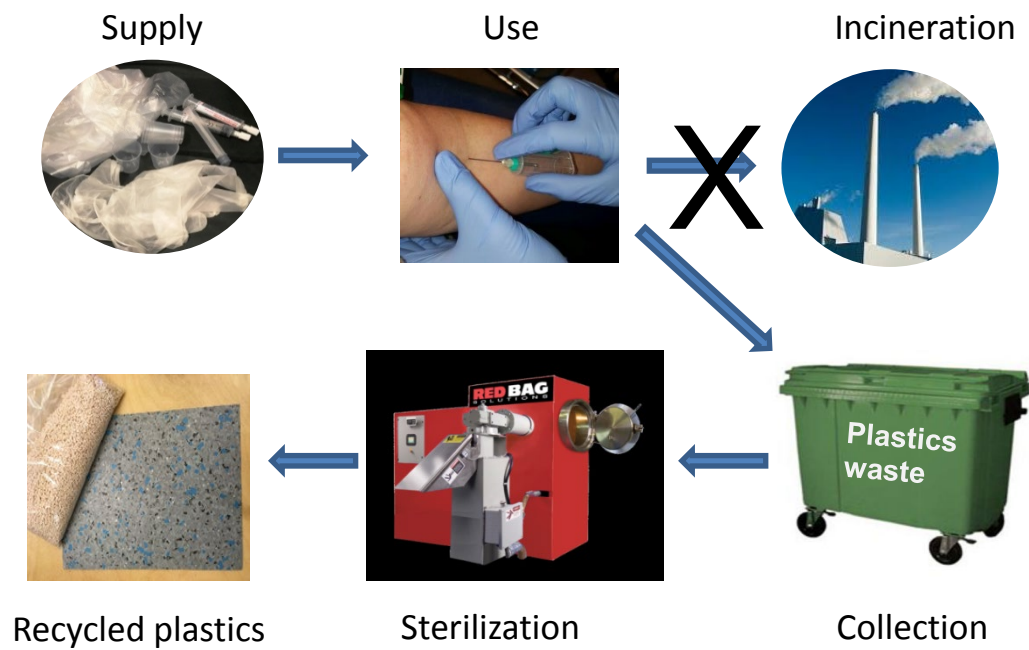 Supply
Use
Incineration
X
RED BAG
SOLUTIONS
Plastics
waste
Recycled plastics
Sterilization
Collection